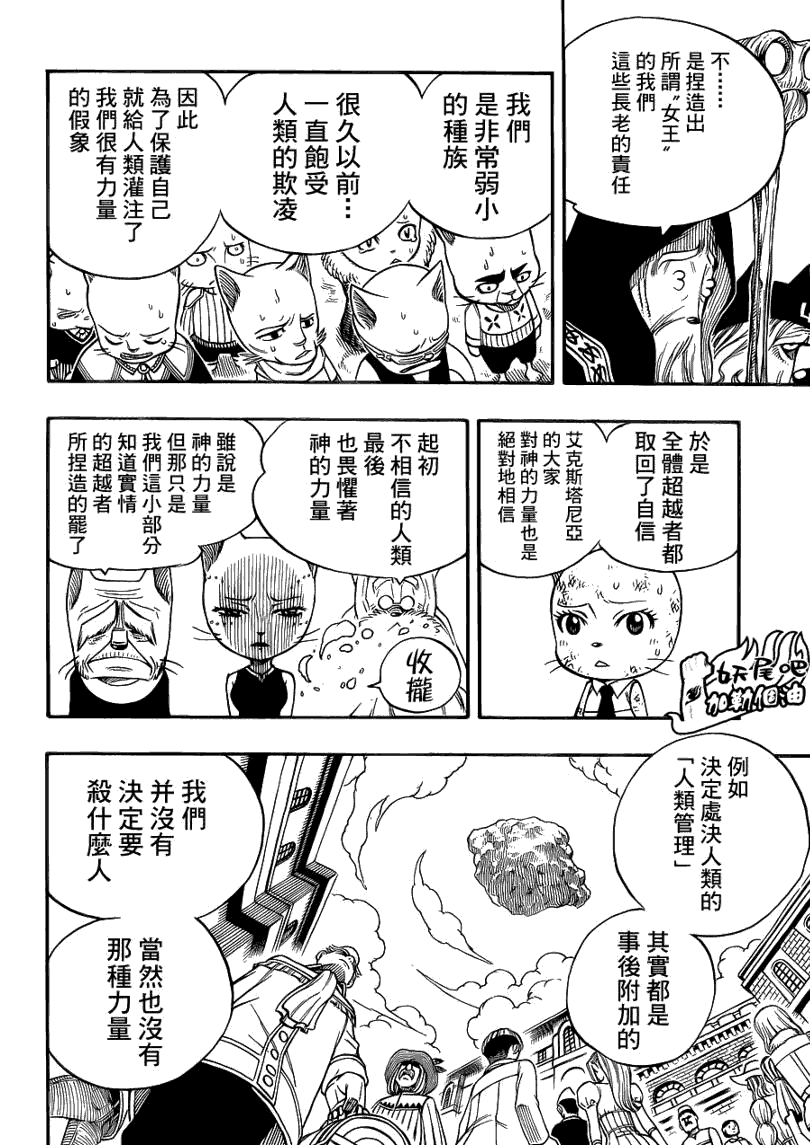 不……
是捏造出
所謂"女王"
的我們
這些長老的責任
我們
是非常弱小
的種族
很久以前…
一直飽受
人類的欺凌
因此
為了保護自己
就給人類灌注了
我們很有力量
的假象
於是
全體超越者都
取回了自信
艾克斯塔尼亞
的大家
對神的力量也是
絕對地相信
起初
不相信的人類
最後
也畏懼著
神的力量
收攏
雖說是
神的力量
但那只是
我們這小部分
知道實情
的超越者
所捏造的罷了
妖尾吧
加勒個油
例如
決定處決人類的
「人類管理」
其實都是
事後附加的
我們
并沒有
決定要
殺什麼人
當然也沒有
那種力量